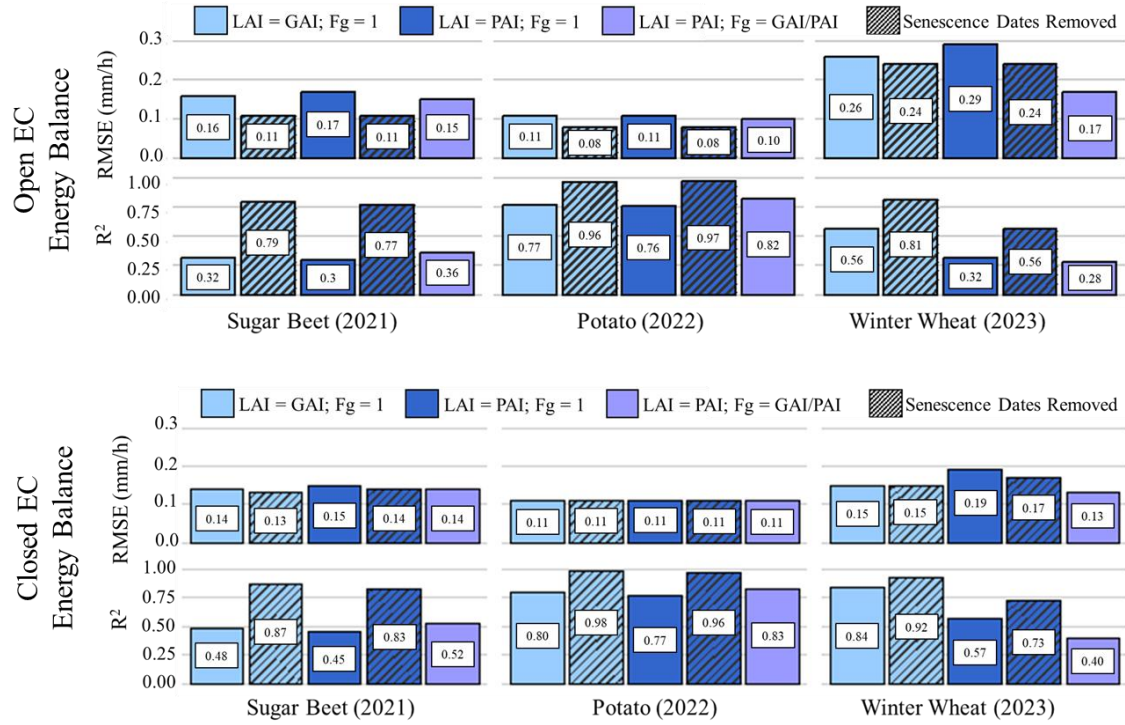 LAI = GAI; Fg = 1 LAI = PAI; Fg = 1 LAI = PAI; Fg = GAI/PAI Senescence Dates Removed
Open EC
Energy Balance
RMSE (mm/h)
0.3
0.2
0.1
0.0
0.16 0.11 0.17 0.11 0.15
0.11 0.08 0.11 0.08 0.10
0.26 0.24 0.29 0.24 0.17
R²
1.00
0.75
0.50
0.25
0.00
0.32 0.79 0.3 0.77 0.36
0.77 0.96 0.76 0.97 0.82
0.56 0.81 0.32 0.56 0.28
Sugar Beet (2021) Potato (2022) Winter Wheat (2023)
LAI = GAI; Fg = 1 LAI = PAI; Fg = 1 LAI = PAI; Fg = GAI/PAI Senescence Dates Removed
Closed EC
Energy Balance
RMSE (mm/h)
0.3
0.2
0.1
0.0
0.14 0.13 0.15 0.14 0.14
0.11 0.11 0.11 0.11 0.11
0.15 0.15 0.19 0.17 0.13
R²
1.00
0.75
0.50
0.25
0.00
0.48 0.87 0.45 0.83 0.52
0.80 0.98 0.77 0.96 0.83
0.84 0.92 0.57 0.73 0.40
Sugar Beet (2021) Potato (2022) Winter Wheat (2023)